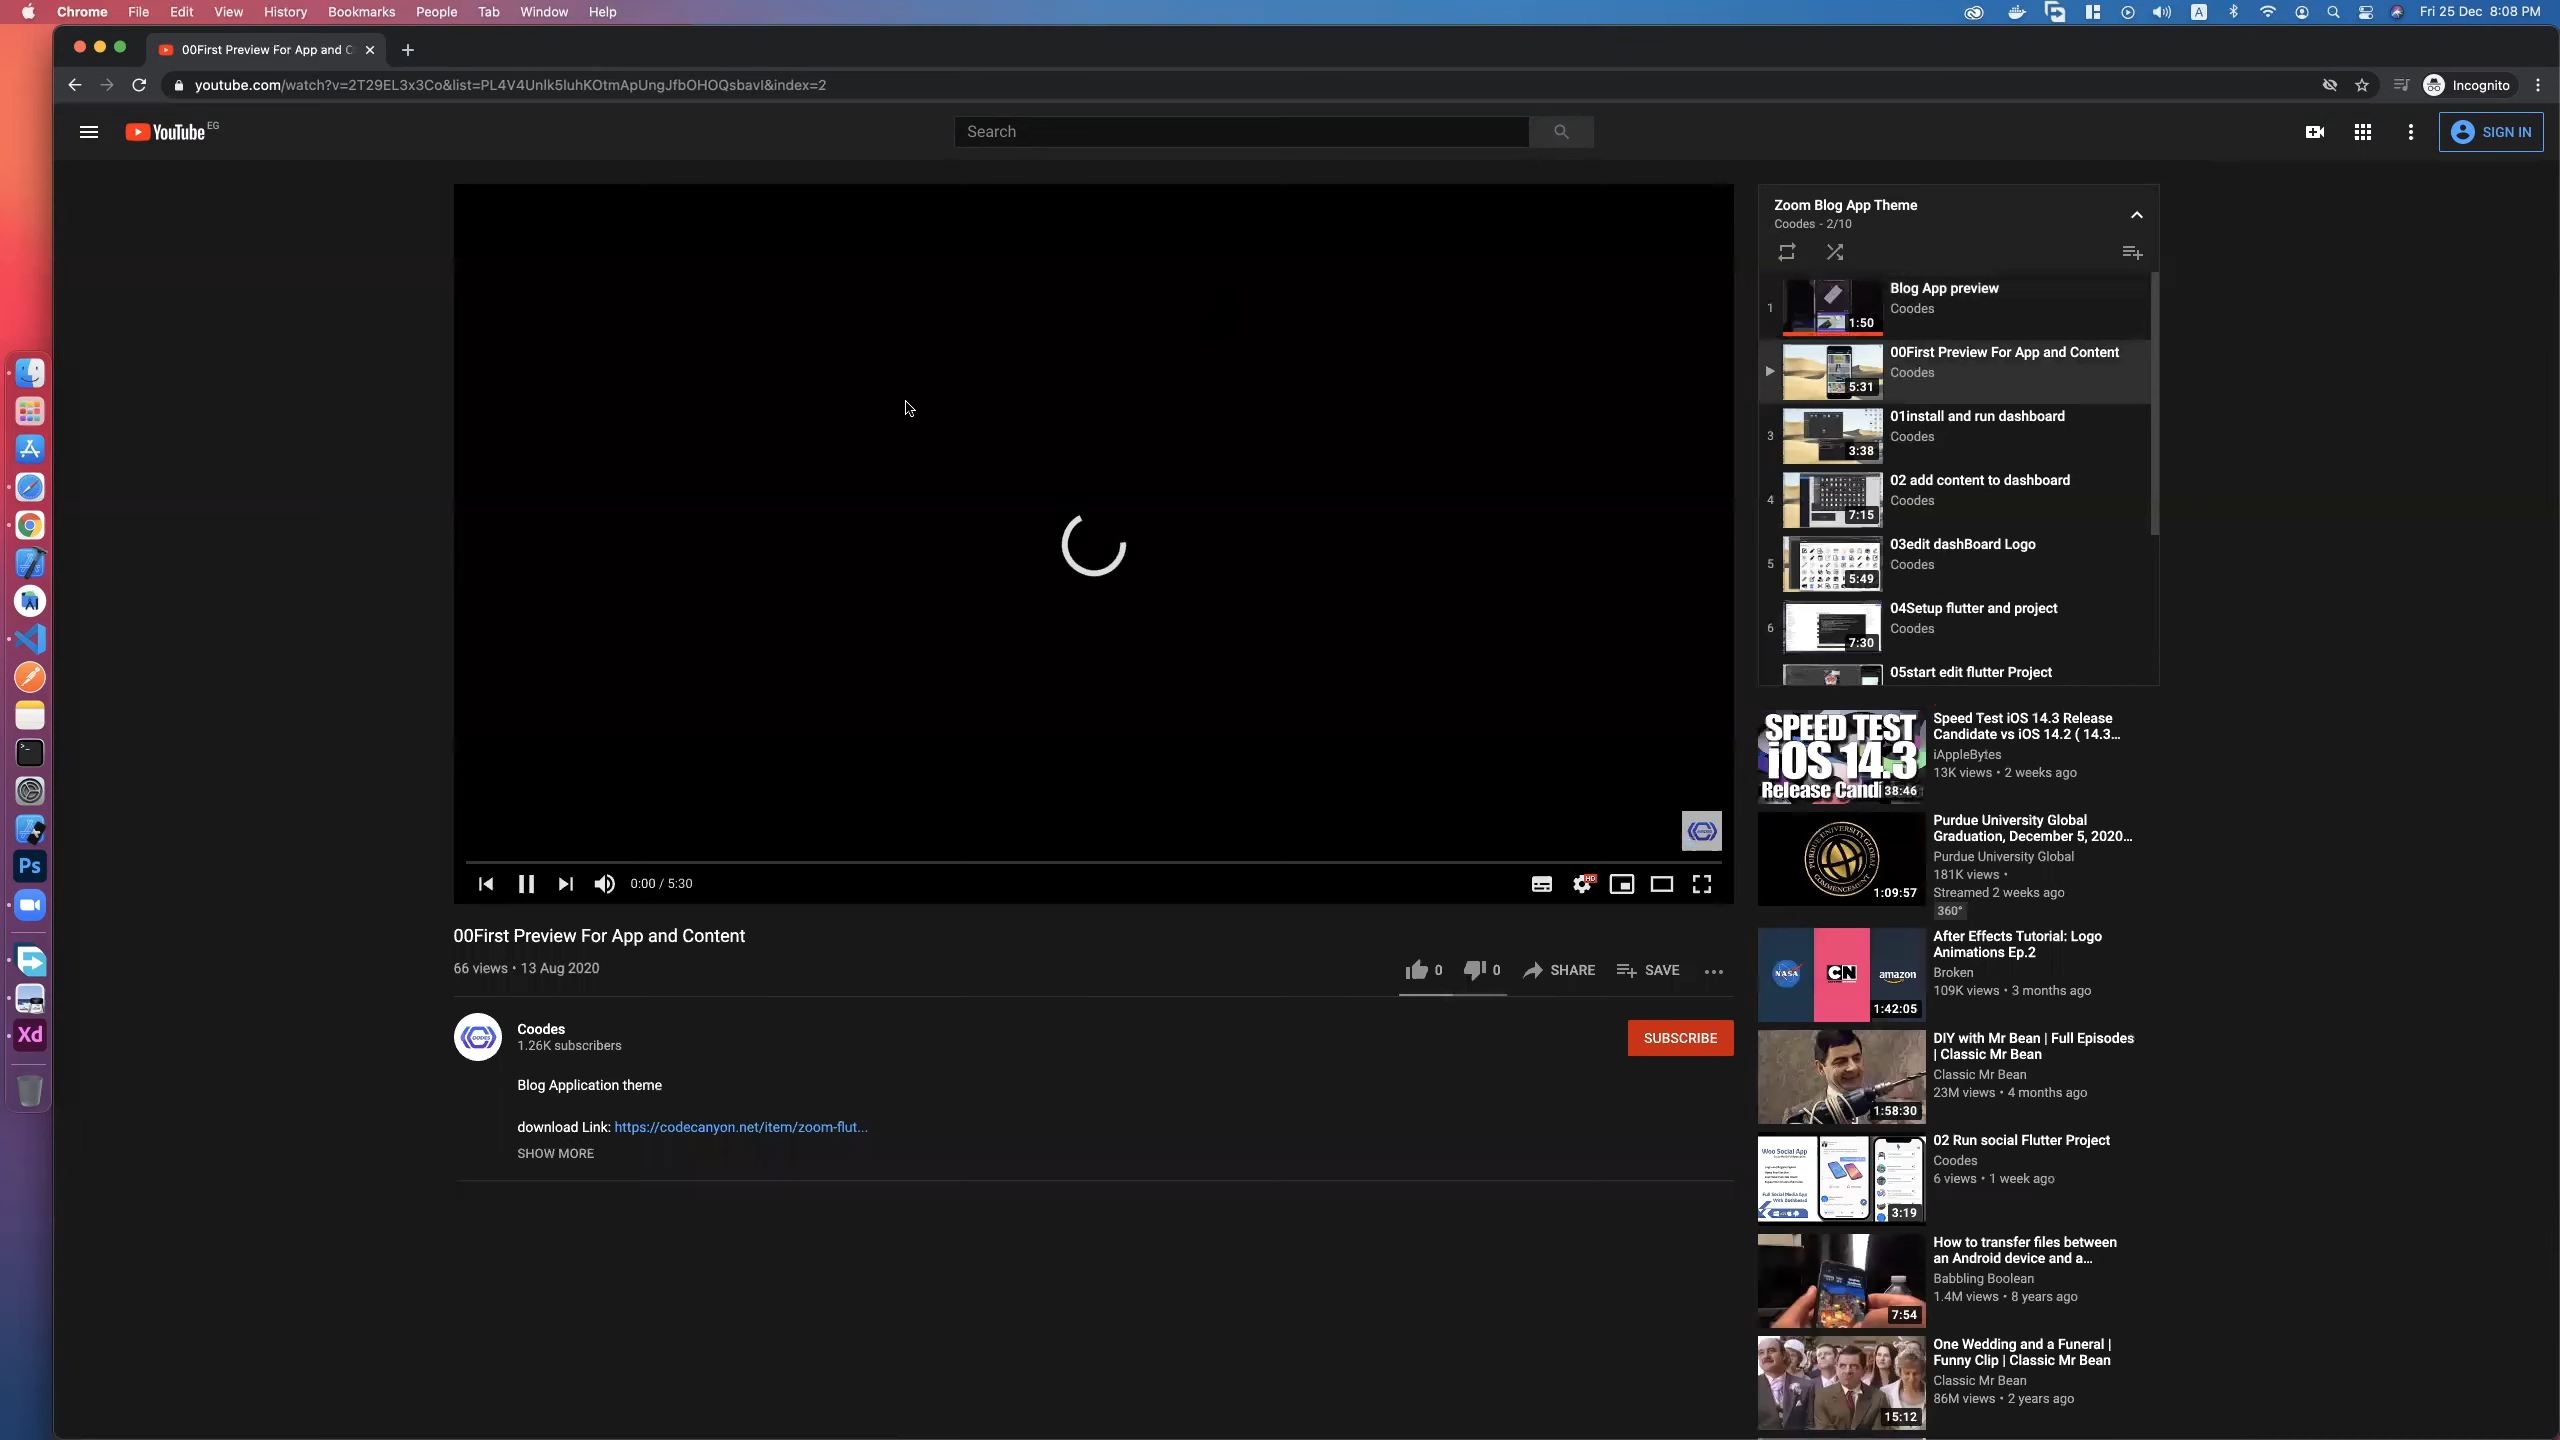 Chrome File Edit View History Bookmarks People Tab Window Help
A
Fri 25 Dec 8:08 PM
00First Preview For App and C
youtube.com/watch?v=2T29EL3x3Co&list=PL4V4Unlk5luhKOtmApUngJfbOHOQsbavl&index=2
Incognito
YouTube EG
Search
SIGN IN
Zoom Blog App Theme
Coodes - 2/10
1
Blog App preview
Coodes
1:50
00First Preview For App and Content
Coodes
5:31
3
01install and run dashboard
Coodes
3:38
4
02 add content to dashboard
Coodes
7:15
5
03edit dashBoard Logo
Coodes
5:49
6
04Setup flutter and project
Coodes
7:30
05start edit flutter Project
0:00 / 5:30
HD
00First Preview For App and Content
66 views • 13 Aug 2020
0
0
SHARE
SAVE
Coodes
1.26K subscribers
SUBSCRIBE
Blog Application theme
download Link: https://codecanyon.net/item/zoom-flut...
SHOW MORE
SPEED TEST
iOS 14.3
Release Candi
38:46
Speed Test iOS 14.3 Release
Candidate vs iOS 14.2 ( 14.3...
iAppleBytes
13K views • 2 weeks ago
1:09:57
Purdue University Global
Graduation, December 5, 2020...
Purdue University Global
181K views •
Streamed 2 weeks ago
360°
NASA
CN
amazon
1:42:05
After Effects Tutorial: Logo
Animations Ep.2
Broken
109K views • 3 months ago
1:58:30
DIY with Mr Bean | Full Episodes
| Classic Mr Bean
Classic Mr Bean
23M views • 4 months ago
Woo Social App
Full Social Media App
With Dashboard
3:19
02 Run social Flutter Project
Coodes
6 views • 1 week ago
7:54
How to transfer files between
an Android device and a...
Babbling Boolean
1.4M views • 8 years ago
15:12
One Wedding and a Funeral |
Funny Clip | Classic Mr Bean
Classic Mr Bean
86M views • 2 years ago
Ps
Xd